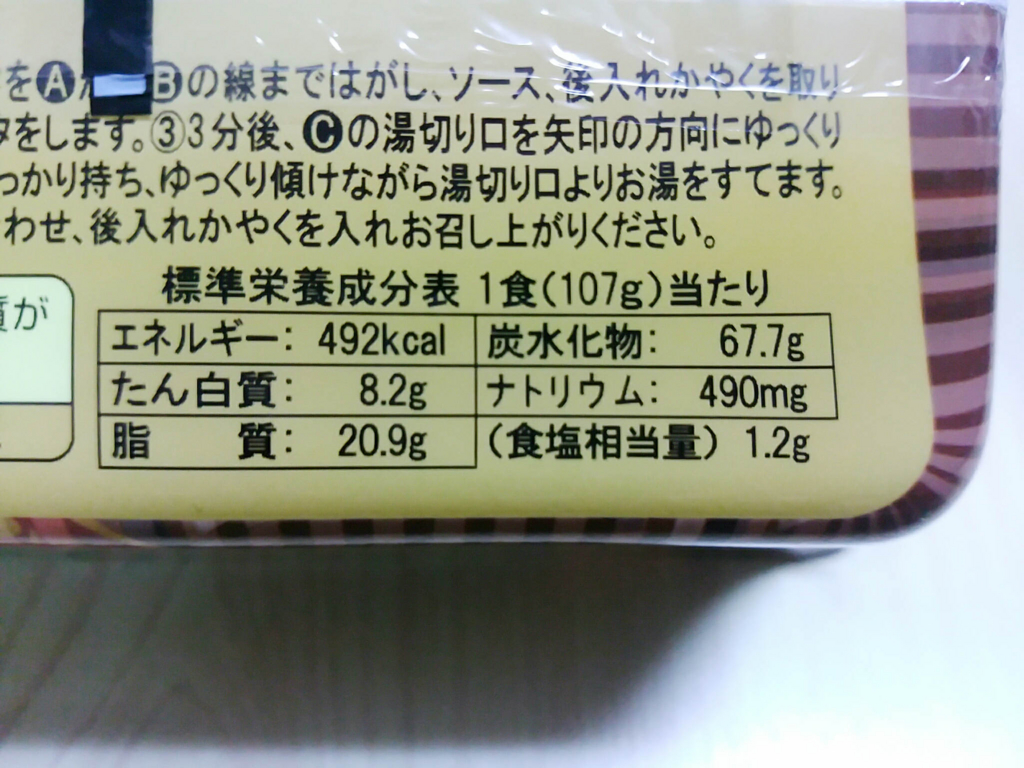 を Ⓐ Ⓑ の線まではがし、ソース、後入れかやくを取り
をします。③3分後、Ⓒの湯切り口を矢印の方向にゆっくり
っかり持ち、ゆっくり傾けながら湯切り口よりお湯をすてます。
わせ、後入れかやくを入れお召し上がりください。
質が
標準栄養成分表 1食(107g)当たり
エネルギー: 492kcal 炭水化物: 67.7g
たん白質: 8.2g ナトリウム: 490mg
脂 質: 20.9g (食塩相当量) 1.2g